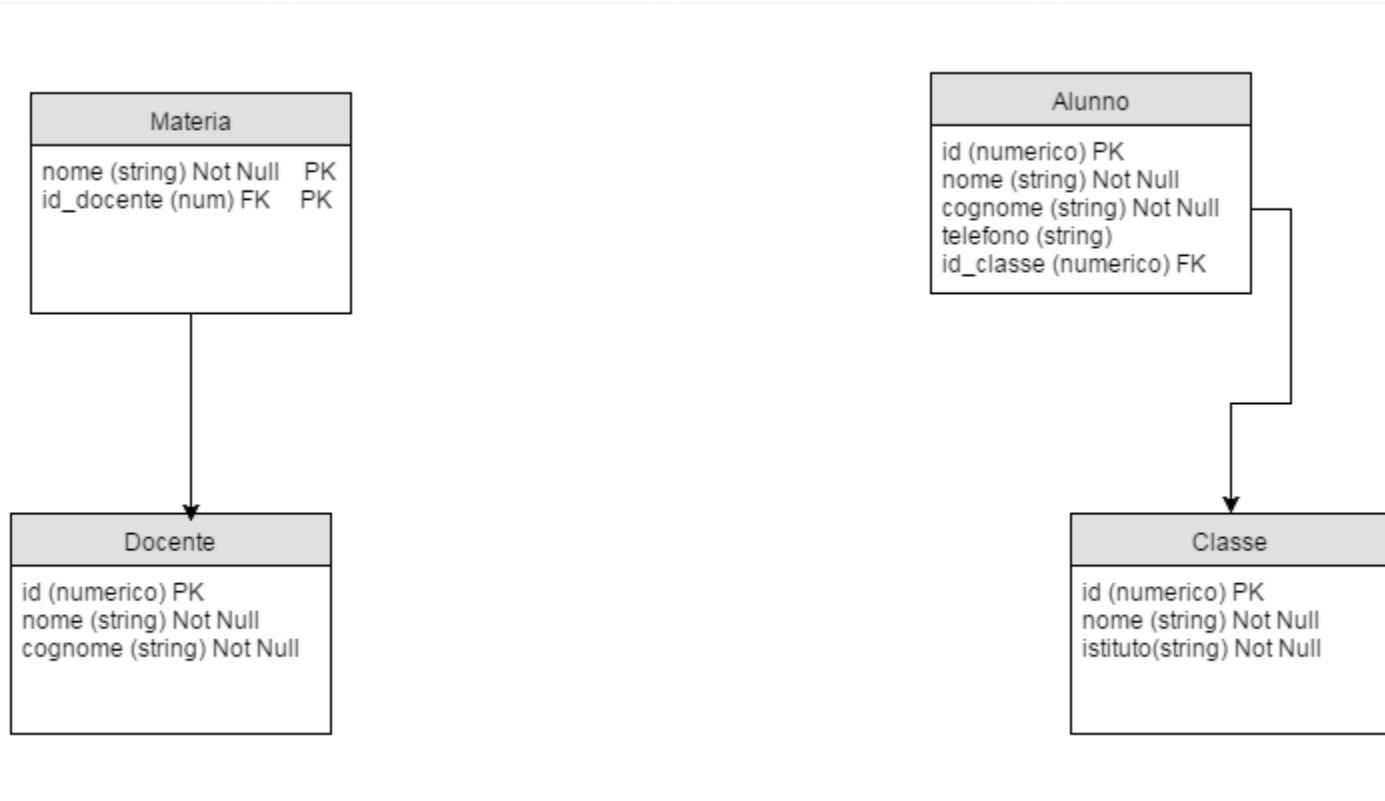 Materia
nome (string) Not Null PK
id_docente (num) FK PK
Alunno
id (numerico) PK
nome (string) Not Null
cognome (string) Not Null
telefono (string)
id_classe (numerico) FK
Docente
id (numerico) PK
nome (string) Not Null
cognome (string) Not Null
Classe
id (numerico) PK
nome (string) Not Null
istituto(string) Not Null